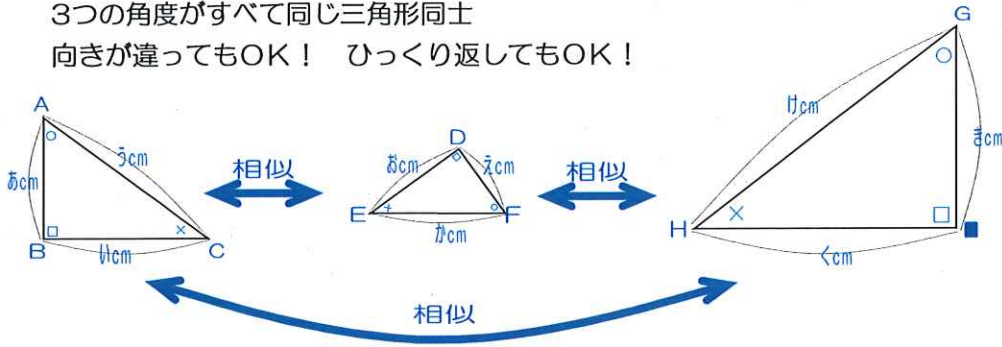 3つの角度がすべて同じ三角形同士
向きが違ってもOK！ ひっくり返してもOK！
G
A
けcm
うcm
D
ぎcm
あcm
相似
おcm
えcm
相似
E
F
H
B
いcm
C
かcm
くcm
相似